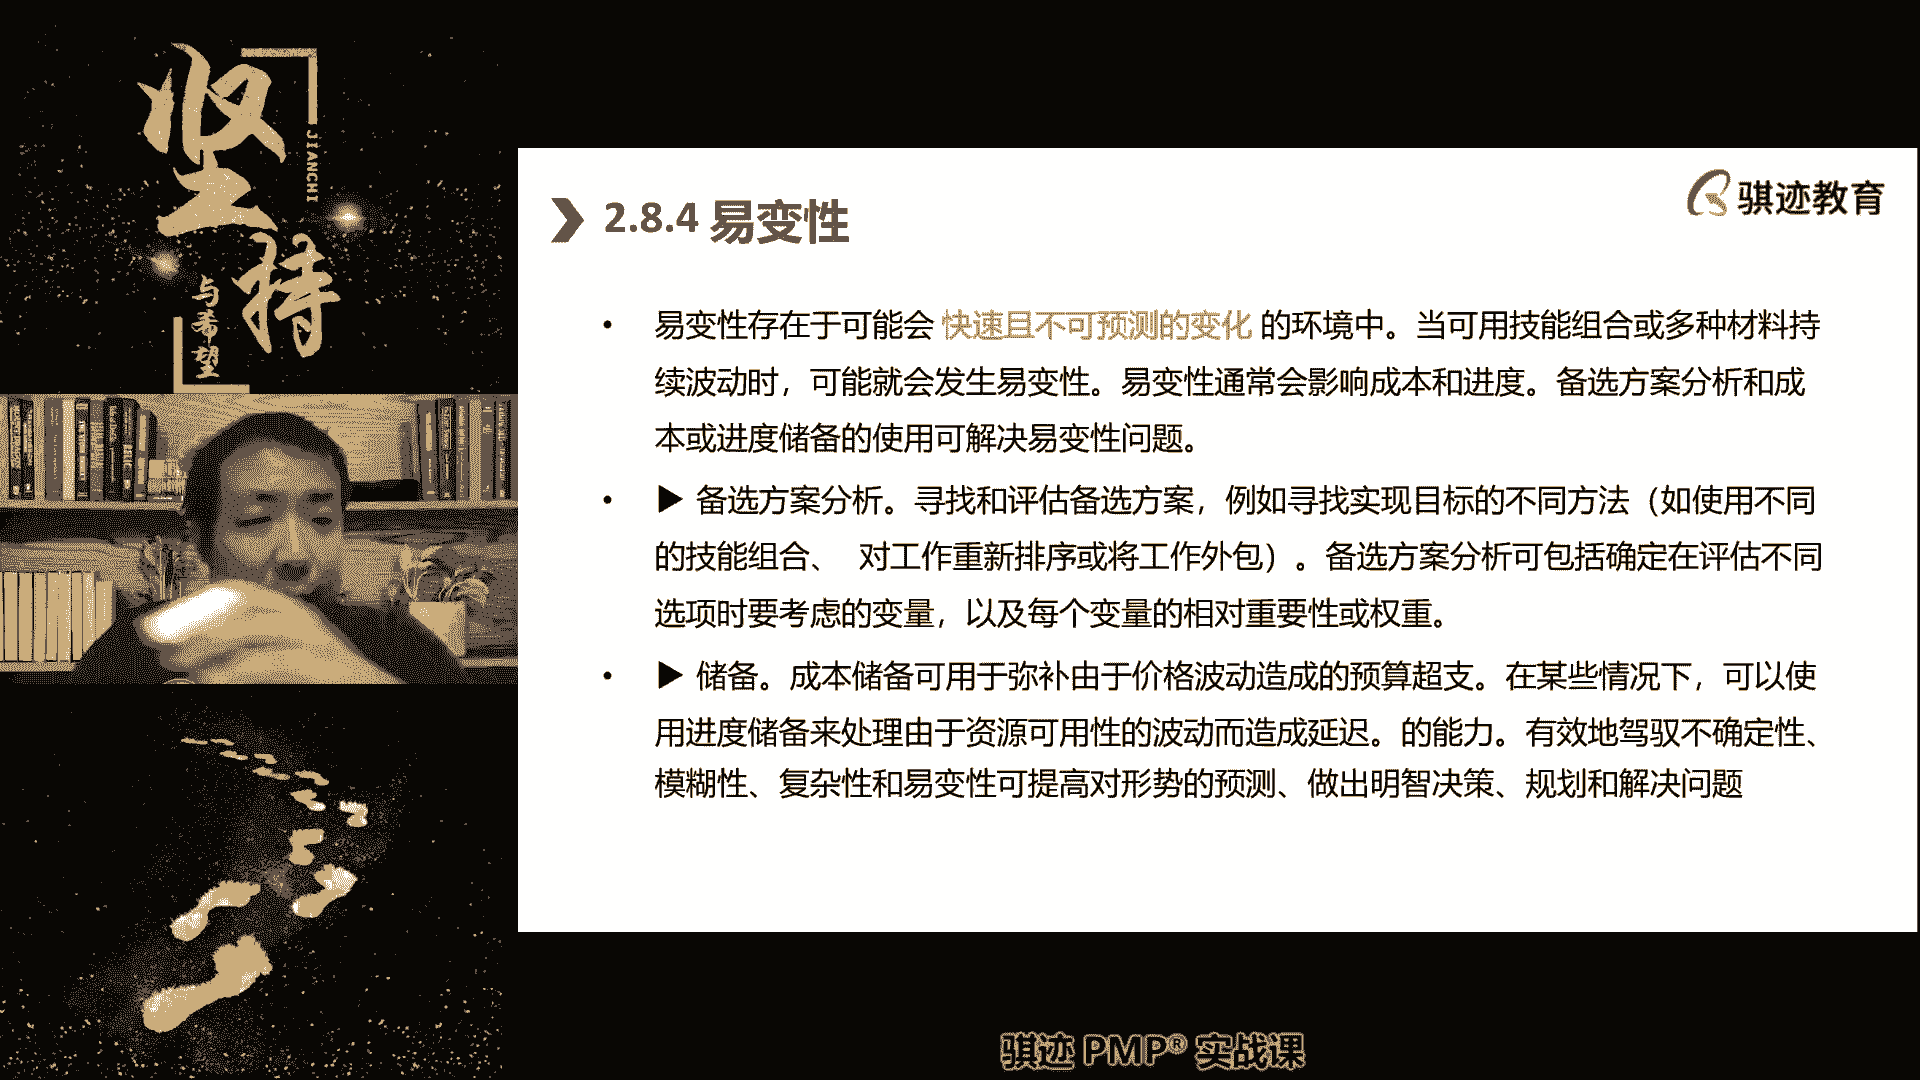 坚持
JIANCHI
与希望
骐迹教育
2.8.4 易变性
• 易变性存在于可能会 快速且不可预测的变化 的环境中。当可用技能组合或多种材料持
续波动时，可能就会发生易变性。易变性通常会影响成本和进度。备选方案分析和成
本或进度储备的使用可解决易变性问题。
• ▶ 备选方案分析。寻找和评估备选方案，例如寻找实现目标的不同方法（如使用不同
的技能组合、 对工作重新排序或将工作外包）。备选方案分析可包括确定在评估不同
选项时要考虑的变量，以及每个变量的相对重要性或权重。
• ▶ 储备。成本储备可用于弥补由于价格波动造成的预算超支。在某些情况下，可以使
用进度储备来处理由于资源可用性的波动而造成延迟。的能力。有效地驾驭不确定性、
模糊性、复杂性和易变性可提高对形势的预测、做出明智决策、规划和解决问题
骐迹 PMP® 实战课